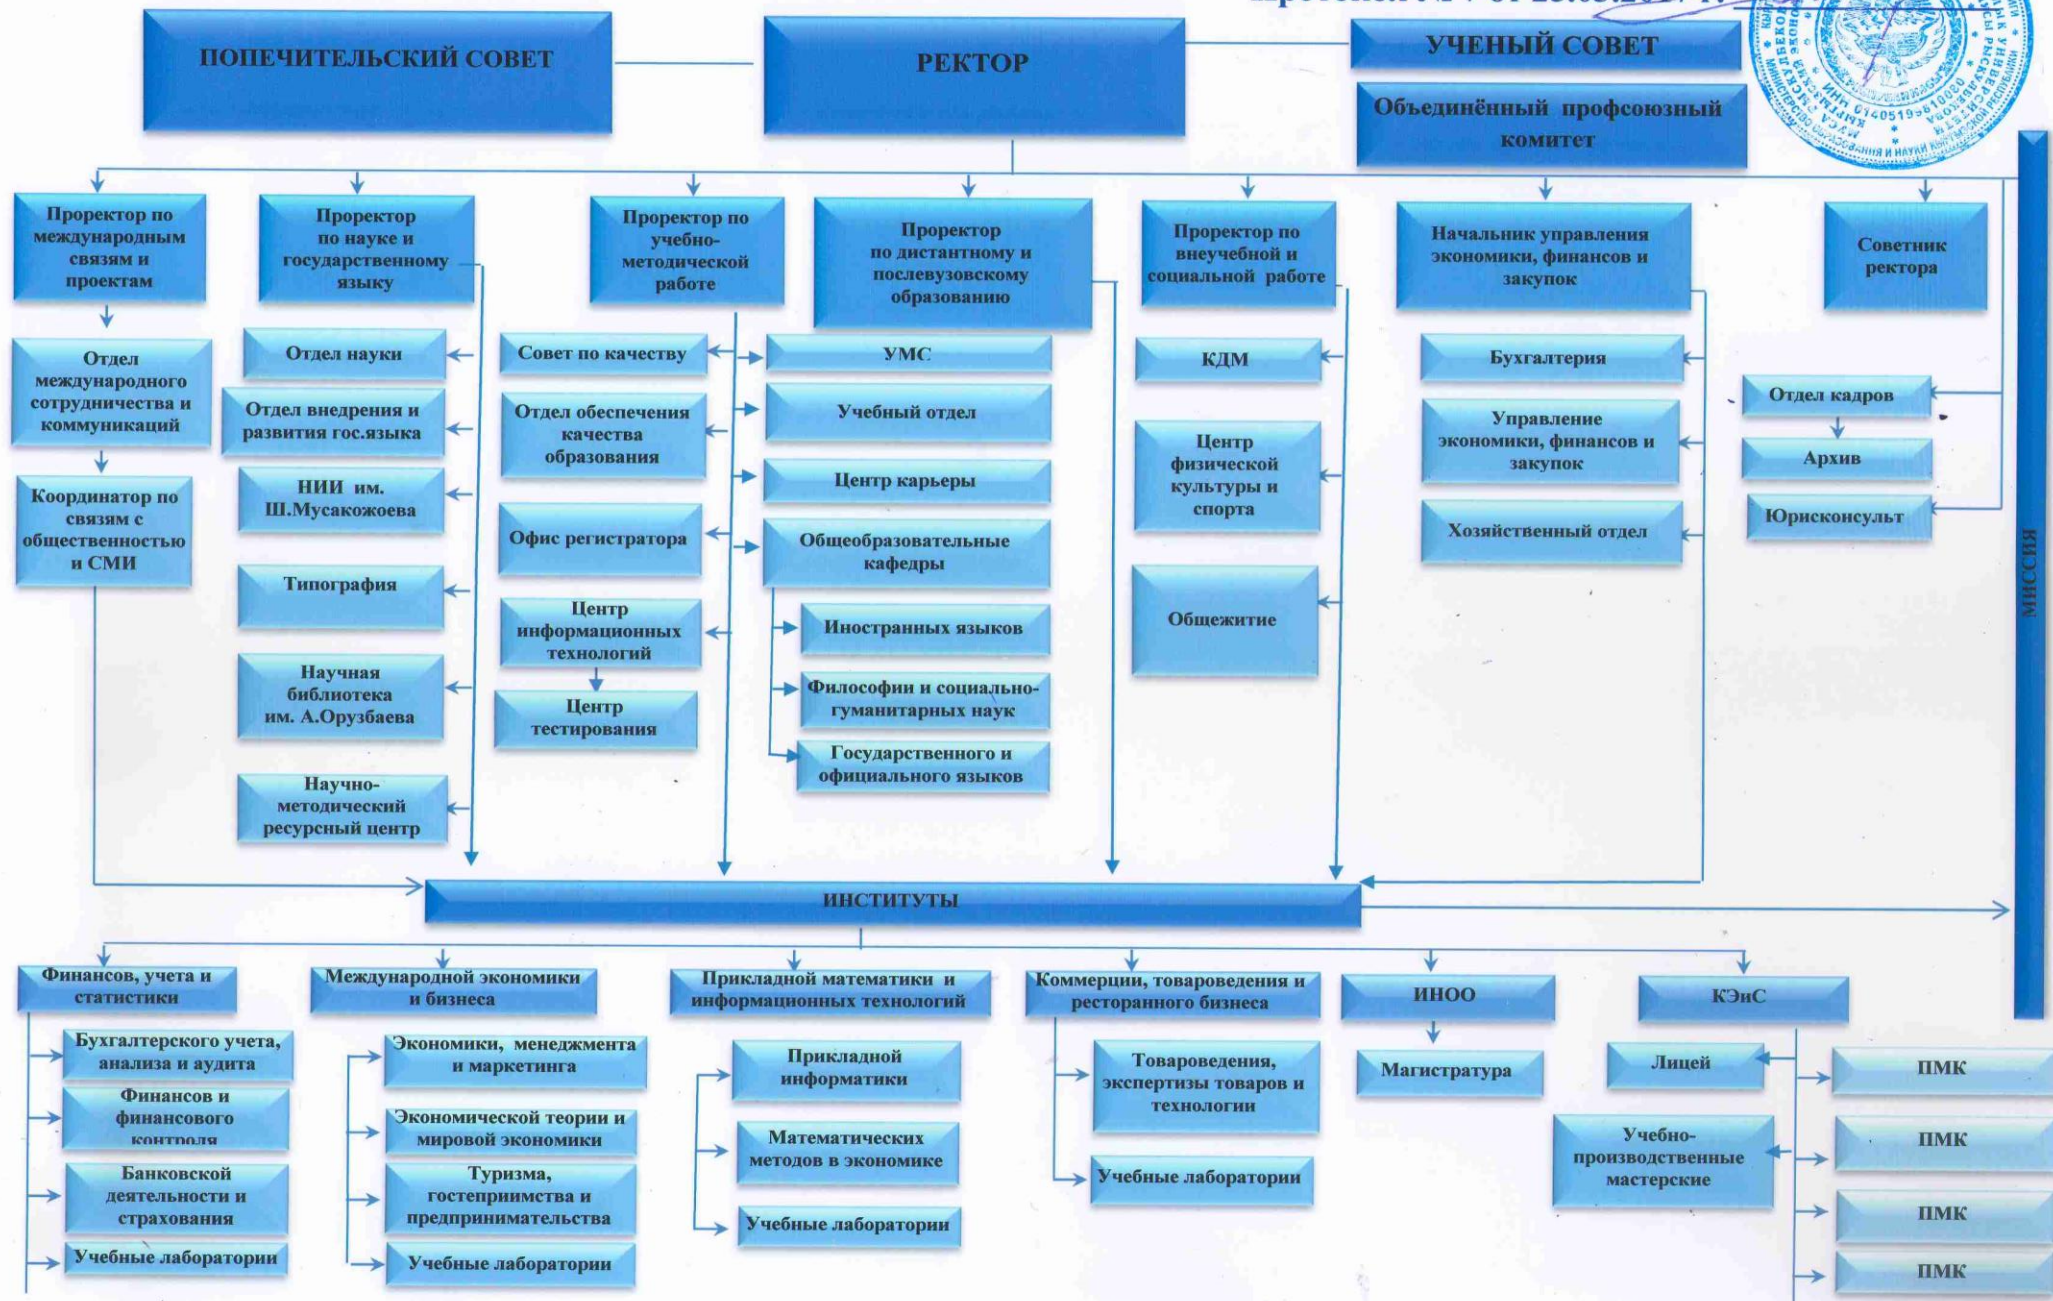 Протокол № 7 от 23.03.2017 г.
ПОПЕЧИТЕЛЬСКИЙ СОВЕТ
РЕКТОР
УЧЕНЫЙ СОВЕТ
Объединённый профсоюзный
комитет
Проректор по
международным
связям и
проектам
Проректор
по науке и
государственному
языку
Проректор по
учебно-
методической
работе
Проректор
по дистантному и
послевузовскому
образованию
Проректор по
внеучебной и
социальной работе
Начальник управления
экономики, финансов и
закупок
Советник
ректора
МИССИЯ
Отдел
международного
сотрудничества и
коммуникаций
Координатор по
связям с
общественностью
и СМИ
Отдел науки
Отдел внедрения и
развития гос.языка
НИИ им.
Ш.Мусакожоева
Типография
Научная
библиотека
им. А.Орузбаева
Научно-
методический
ресурсный центр
Совет по качеству
Отдел обеспечения
качества
образования
Офис регистратора
Центр
информационных
технологий
Центр
тестирования
УМС
Учебный отдел
Центр карьеры
Общеобразовательные
кафедры
Иностранных языков
Философии и социально-
гуманитарных наук
Государственного и
официального языков
КДМ
Центр
физической
культуры и
спорта
Общежитие
Бухгалтерия
Управление
экономики, финансов и
закупок
Хозяйственный отдел
Отдел кадров
Архив
Юрисконсульт
ИНСТИТУТЫ
Финансов, учета и
статистики
Бухгалтерского учета,
анализа и аудита
Финансов и
финансового
контроля
Банковской
деятельности и
страхования
Учебные лаборатории
Международной экономики
и бизнеса
Экономики, менеджмента
и маркетинга
Экономической теории и
мировой экономики
Туризма,
гостеприимства и
предпринимательства
Учебные лаборатории
Прикладной математики и
информационных технологий
Прикладной
информатики
Математических
методов в экономике
Учебные лаборатории
Коммерции, товароведения и
ресторанного бизнеса
Товароведения,
экспертизы товаров и
технологии
Учебные лаборатории
ИНОО
Магистратура
КЭиС
Лицей
Учебно-
производственные
мастерские
ПМК
ПМК
ПМК
ПМК